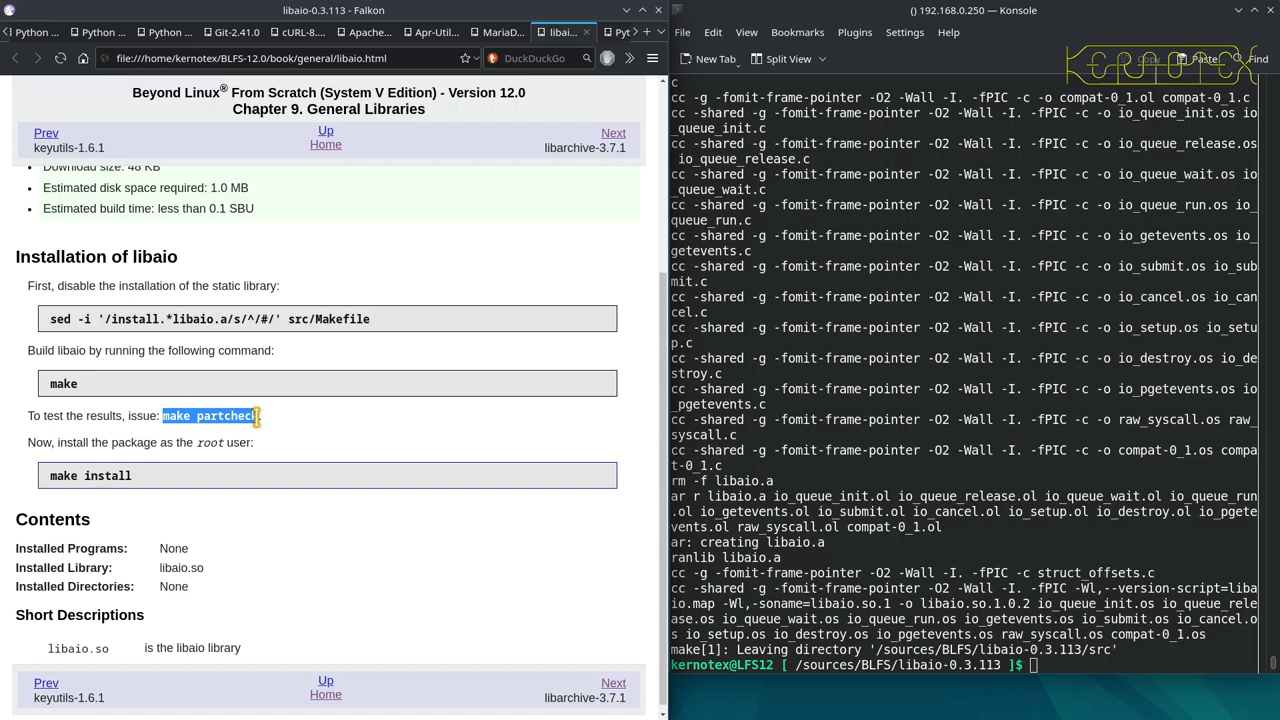 libaio-0.3.113 - Falkon
Python ...
Python ...
Python ...
Git-2.41.0
cURL-8....
Apache...
Apr-Util...
MariaD...
libai...
Pyt
file:///home/kernotex/BLFS-12.0/book/general/libaio.html
DuckDuckGo
Beyond Linux® From Scratch (System V Edition) - Version 12.0
Chapter 9. General Libraries
Prev
Up
Next
keyutils-1.6.1
Home
libarchive-3.7.1
Download size: 48 KB
Estimated disk space required: 1.0 MB
Estimated build time: less than 0.1 SBU
Installation of libaio
First, disable the installation of the static library:
sed -i '/install.*libaio.a/s/^/#/' src/Makefile
Build libaio by running the following command:
make
To test the results, issue: make partcheck.
Now, install the package as the root user:
make install
Contents
Installed Programs: None
Installed Library: libaio.so
Installed Directories: None
Short Descriptions
libaio.so is the libaio library
Prev
Up
Next
keyutils-1.6.1
Home
libarchive-3.7.1
() 192.168.0.250 — Konsole
File Edit View Bookmarks Plugins Settings Help
New Tab
Split View
Copy
Paste
Find
KERNOTEX
c
cc -g -fomit-frame-pointer -O2 -Wall -I. -fPIC -c -o compat-0_1.ol compat-0_1.c
cc -shared -g -fomit-frame-pointer -O2 -Wall -I. -fPIC -c -o io_queue_init.os io
_queue_init.c
cc -shared -g -fomit-frame-pointer -O2 -Wall -I. -fPIC -c -o io_queue_release.os
 io_queue_release.c
cc -shared -g -fomit-frame-pointer -O2 -Wall -I. -fPIC -c -o io_queue_wait.os io
_queue_wait.c
cc -shared -g -fomit-frame-pointer -O2 -Wall -I. -fPIC -c -o io_queue_run.os io_
queue_run.c
cc -shared -g -fomit-frame-pointer -O2 -Wall -I. -fPIC -c -o io_getevents.os io_
getevents.c
cc -shared -g -fomit-frame-pointer -O2 -Wall -I. -fPIC -c -o io_submit.os io_sub
mit.c
cc -shared -g -fomit-frame-pointer -O2 -Wall -I. -fPIC -c -o io_cancel.os io_can
cel.c
cc -shared -g -fomit-frame-pointer -O2 -Wall -I. -fPIC -c -o io_setup.os io_setu
p.c
cc -shared -g -fomit-frame-pointer -O2 -Wall -I. -fPIC -c -o io_destroy.os io_de
stroy.c
cc -shared -g -fomit-frame-pointer -O2 -Wall -I. -fPIC -c -o io_pgetevents.os io
_pgetevents.c
cc -shared -g -fomit-frame-pointer -O2 -Wall -I. -fPIC -c -o raw_syscall.os raw_
syscall.c
cc -shared -g -fomit-frame-pointer -O2 -Wall -I. -fPIC -c -o compat-0_1.os compa
t-0_1.c
rm -f libaio.a
ar r libaio.a io_queue_init.ol io_queue_release.ol io_queue_wait.ol io_queue_run
.ol io_getevents.ol io_submit.ol io_cancel.ol io_setup.ol io_destroy.ol io_pgete
vents.ol raw_syscall.ol compat-0_1.ol
ar: creating libaio.a
ranlib libaio.a
cc -g -fomit-frame-pointer -O2 -Wall -I. -fPIC -c struct_offsets.c
cc -shared -g -fomit-frame-pointer -O2 -Wall -I. -fPIC -Wl,--version-script=liba
io.map -Wl,-soname=libaio.so.1 -o libaio.so.1.0.2 io_queue_init.os io_queue_rele
ase.os io_queue_wait.os io_queue_run.os io_getevents.os io_submit.os io_cancel.o
s io_setup.os io_destroy.os io_pgetevents.os raw_syscall.os compat-0_1.os
make[1]: Leaving directory '/sources/BLFS/libaio-0.3.113/src'
kernotex@LFS12 [ /sources/BLFS/libaio-0.3.113 ]$